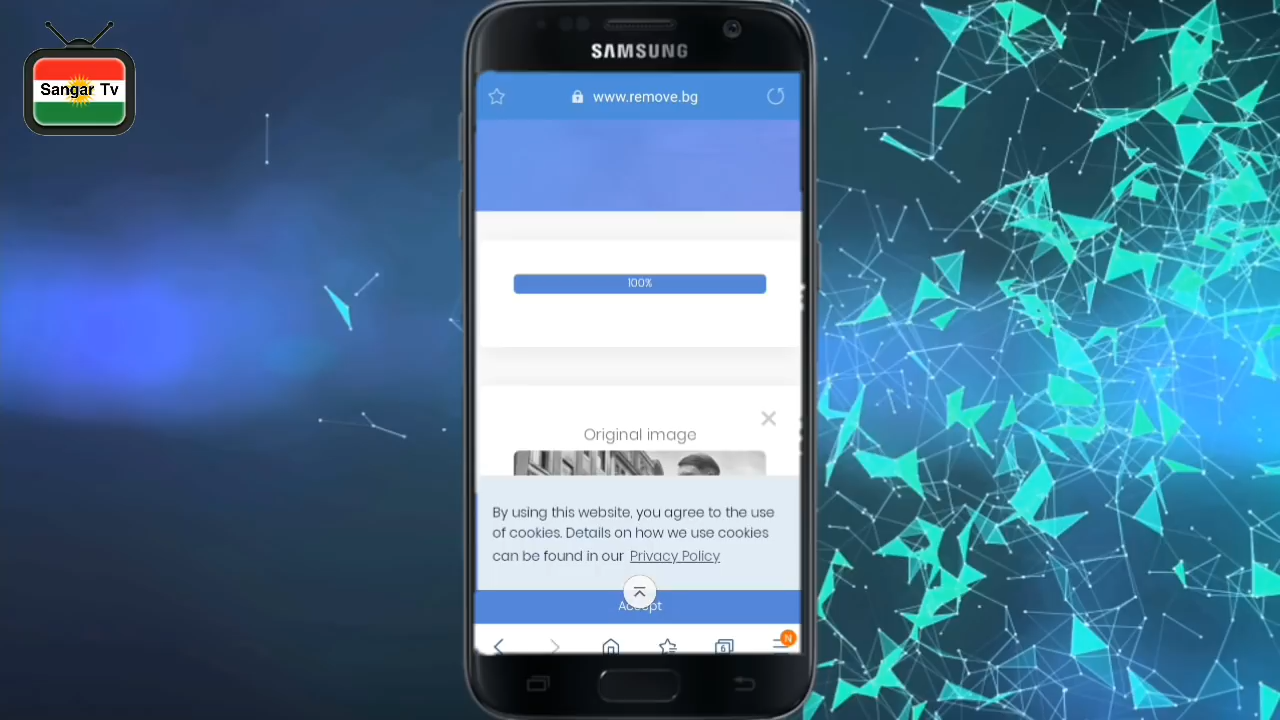 Sangar Tv
SAMSUNG
www.remove.bg
100%
Original image
By using this website, you agree to the use
of cookies. Details on how we use cookies
can be found in our Privacy Policy
Accept
6
N